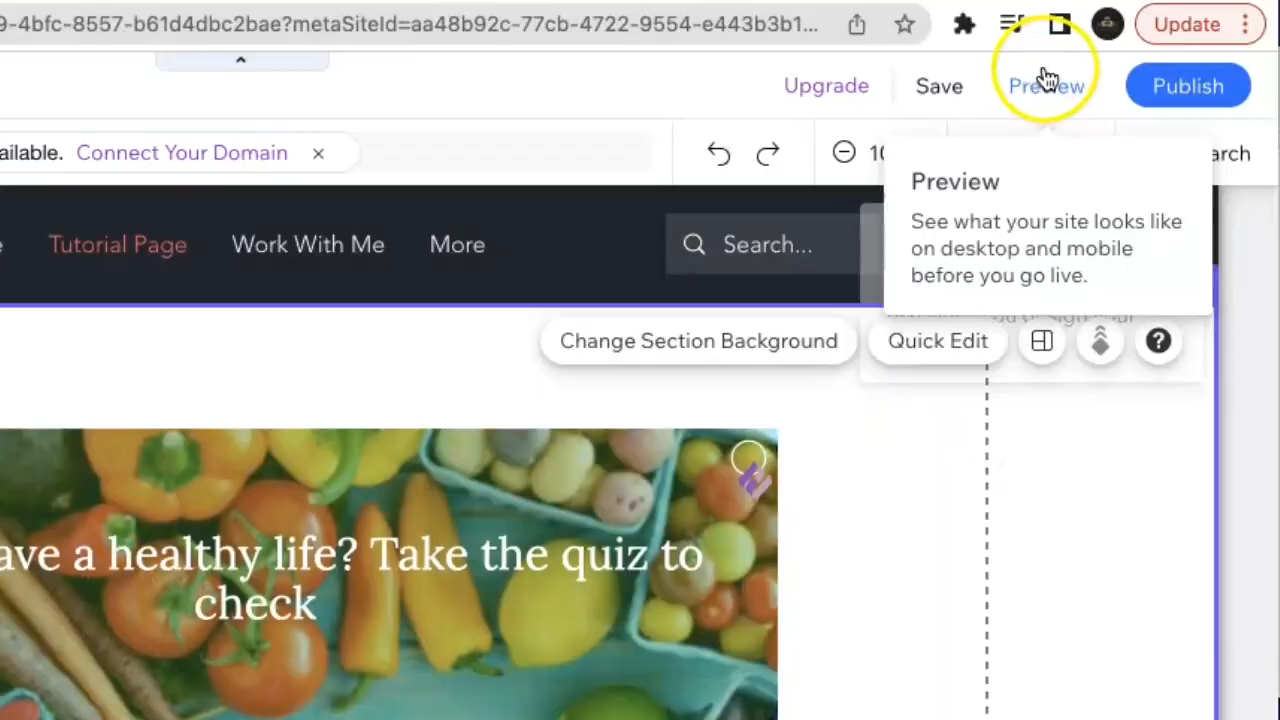 9-4bfc-8557-b61d4dbc2bae?metaSiteId=aa48b92c-77cb-4722-9554-e443b3b1...
Update
Upgrade
Save
Preview
Publish
ailable. Connect Your Domain
10
arch
Preview
See what your site looks like
on desktop and mobile
before you go live.
e
Tutorial Page
Work With Me
More
Search...
Change Section Background
Quick Edit
?
ave a healthy life? Take the quiz to
check